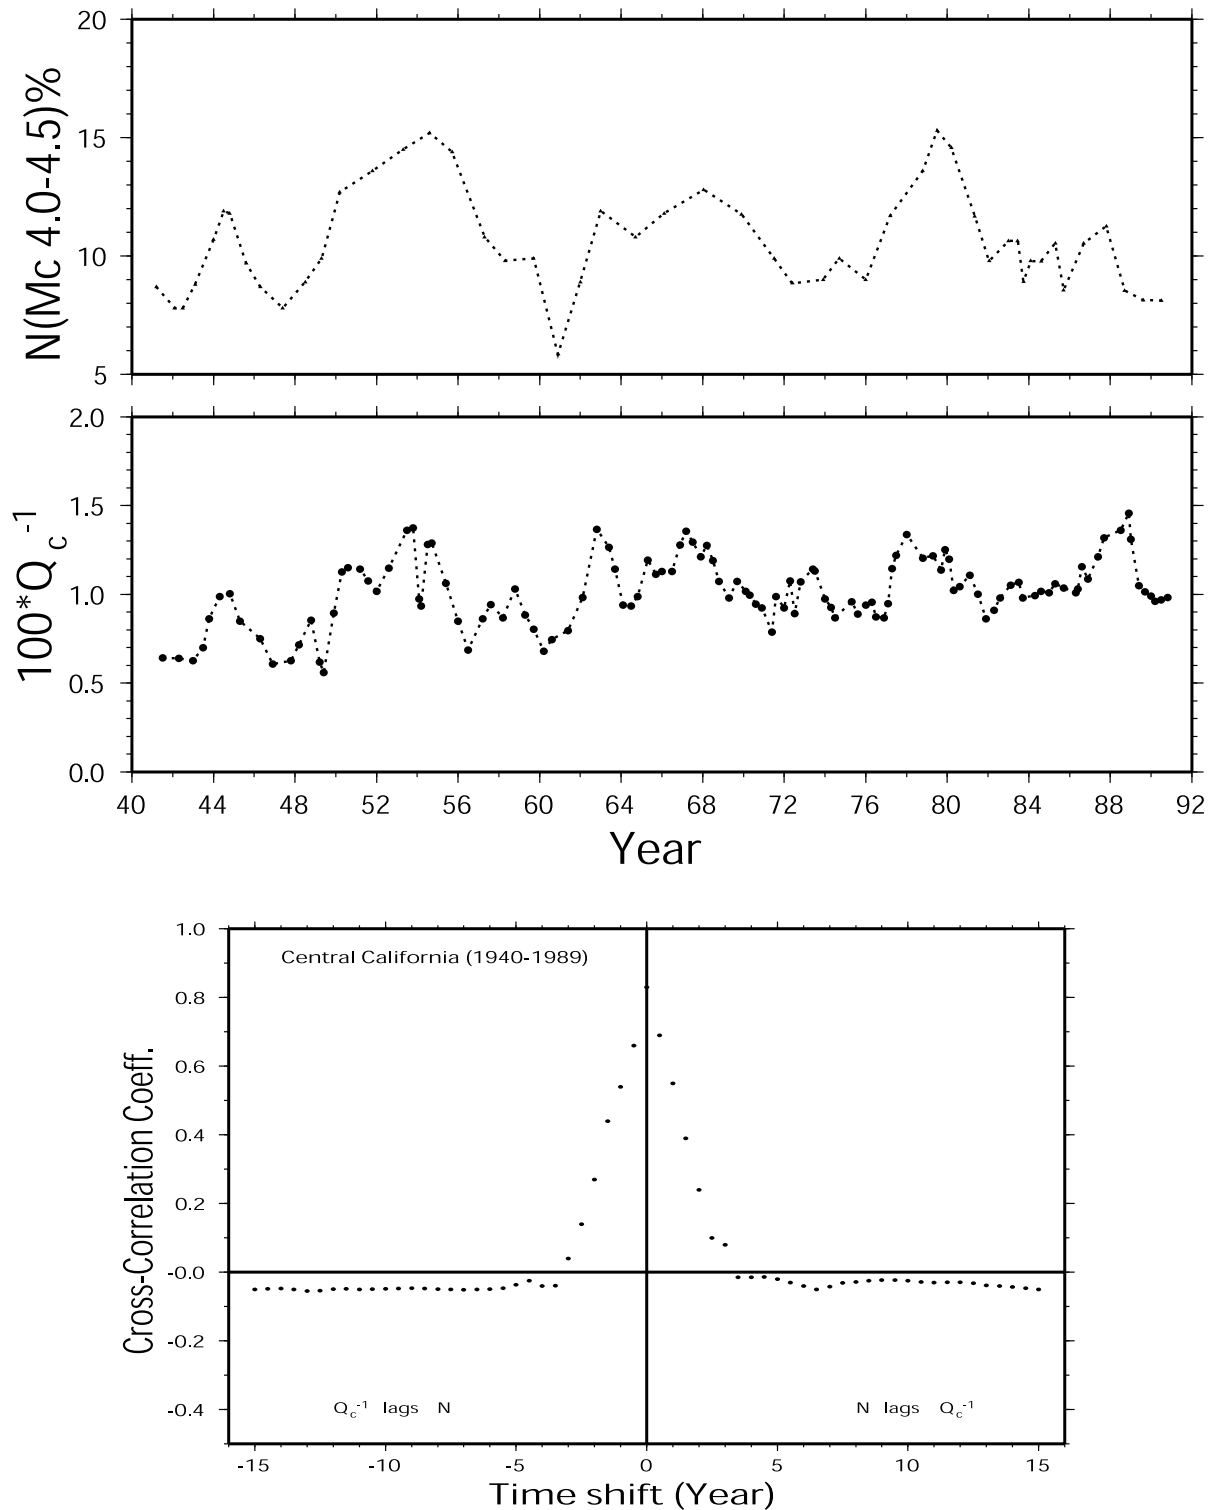 20
15
10
5
N(Mc 4.0-4.5)%
2.0
1.5
1.0
0.5
0.0
100*Q_c^-1
40 44 48 52 56 60 64 68 72 76 80 84 88 92
Year
1.0
0.8
0.6
0.4
0.2
-0.0
-0.2
-0.4
Cross-Correlation Coeff.
Central California (1940-1989)
Q_c^-1 lags N
N lags Q_c^-1
-15 -10 -5 0 5 10 15
Time shift (Year)